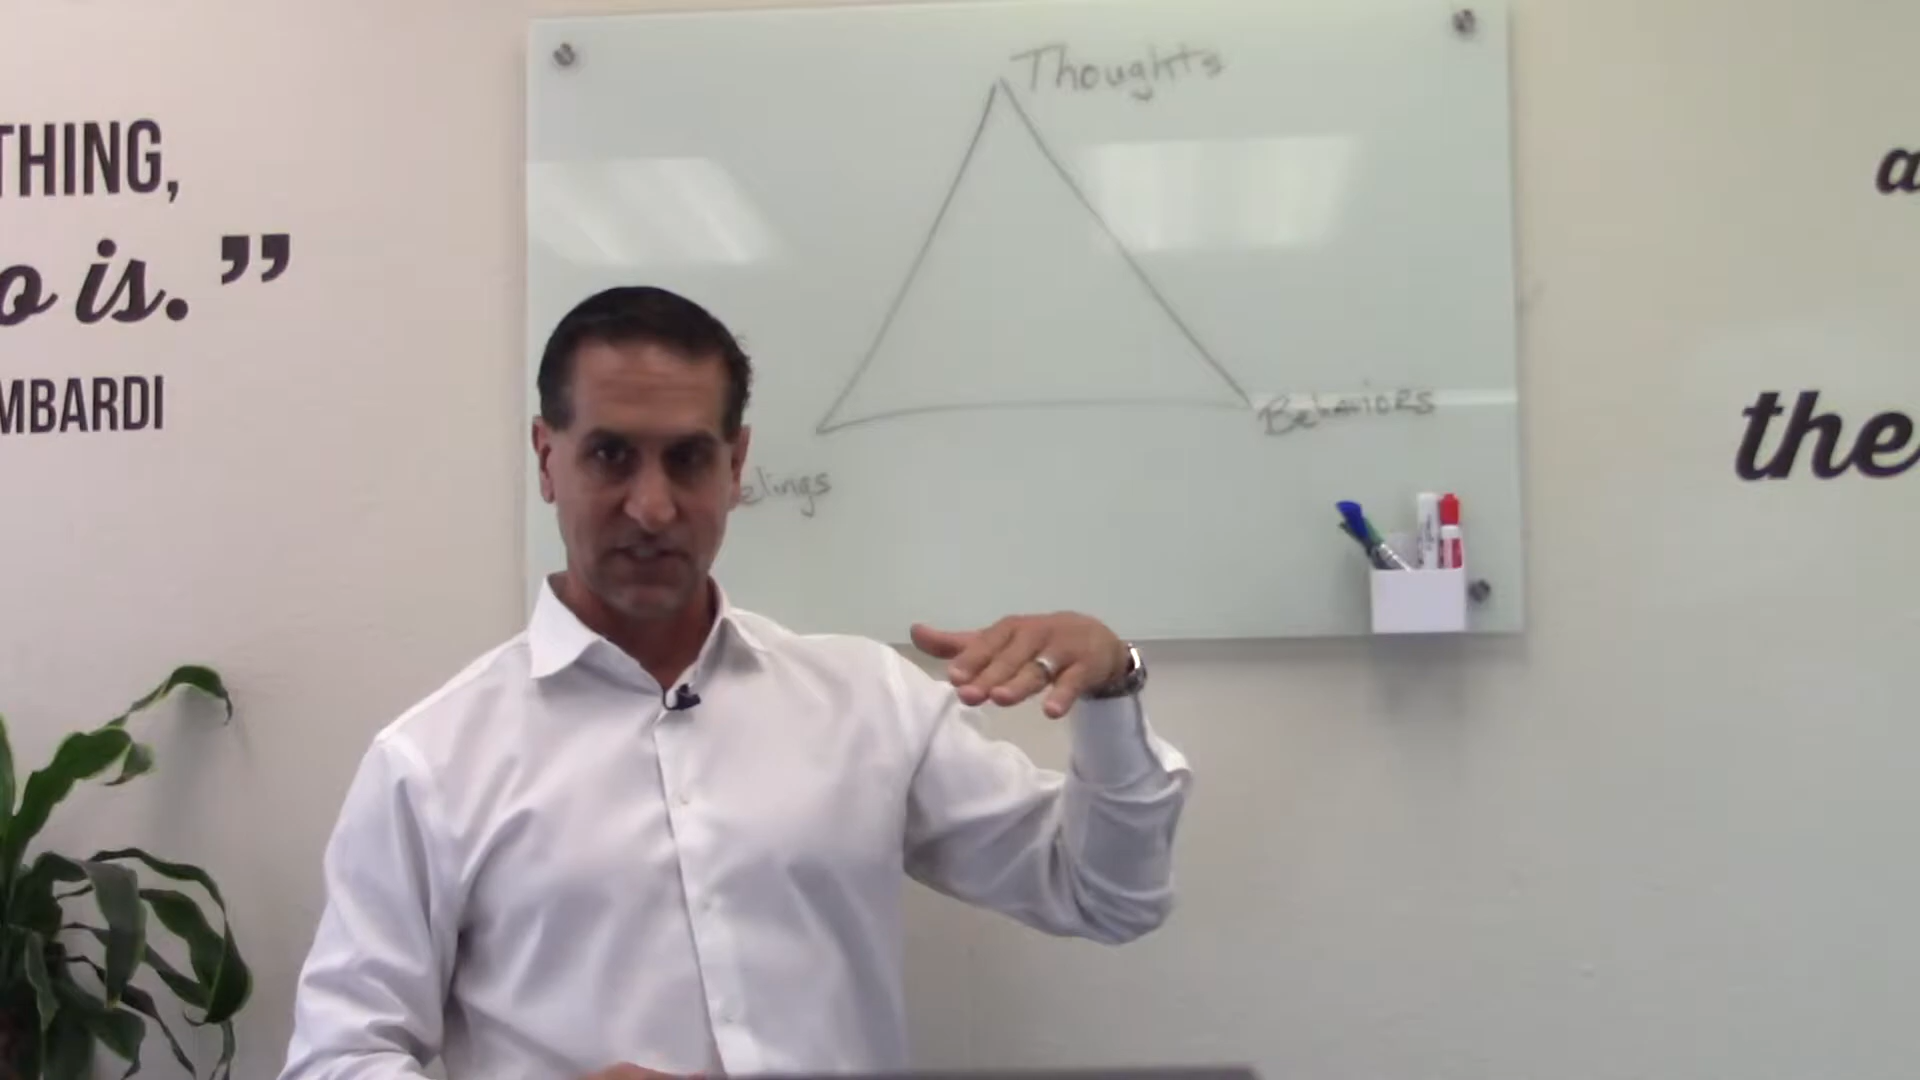 THING,
o is.”
MBARDI
Thoughts
Behaviors
elings
a
the